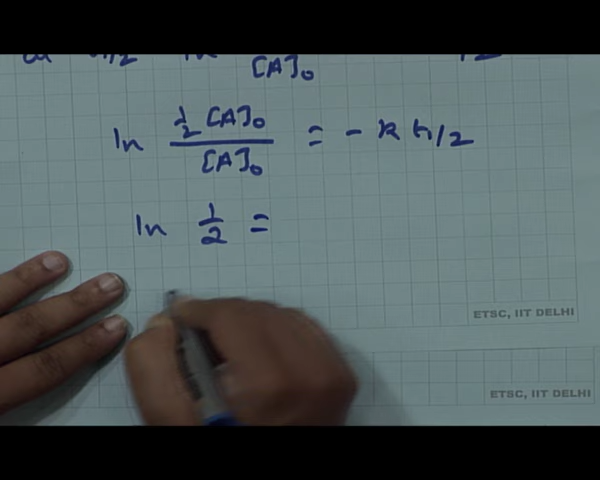 [A]₀
ln ½ [A]₀ / [A]₀ = - k t₁/₂
ln 1/2 =
ETSC, IIT DELHI
ETSC, IIT DELHI